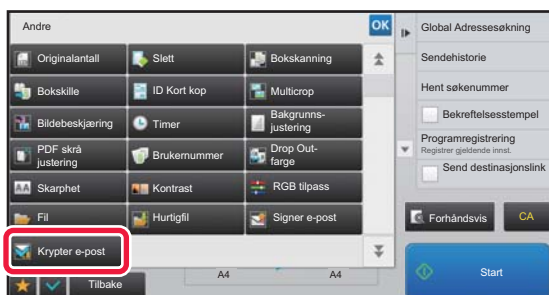 Andre
OK
Originalantall
Slett
Bokskanning
Bokskille
ID Kort kop
Multicrop
Bildebeskjæring
Timer
Bakgrunns-
justering
PDF skrå
justering
Brukernummer
Drop Out-
farge
Skarphet
Kontrast
RGB tilpass
Fil
Hurtigfil
Signer e-post
Krypter e-post
Tilbake
A4
A4
Global Adressesøkning
Sendehistorie
Hent søkenummer
Bekreftelsesstempel
Programregistrering
Registrer gjeldende innst.
Send destinasjonslink
Forhåndsvis
CA
Start